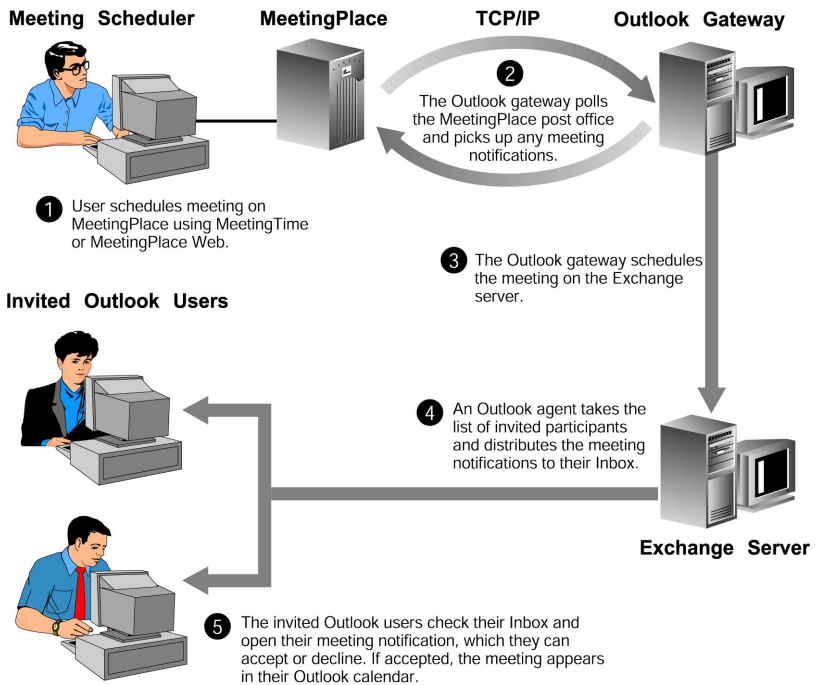 Meeting Scheduler
MeetingPlace
TCP/IP
Outlook Gateway
2
The Outlook gateway polls
the MeetingPlace post office
and picks up any meeting
notifications.
1
User schedules meeting on
MeetingPlace using MeetingTime
or MeetingPlace Web.
3
The Outlook gateway schedules
the meeting on the Exchange
server.
Invited Outlook Users
4
An Outlook agent takes the
list of invited participants
and distributes the meeting
notifications to their Inbox.
Exchange Server
5
The invited Outlook users check their Inbox and
open their meeting notification, which they can
accept or decline. If accepted, the meeting appears
in their Outlook calendar.